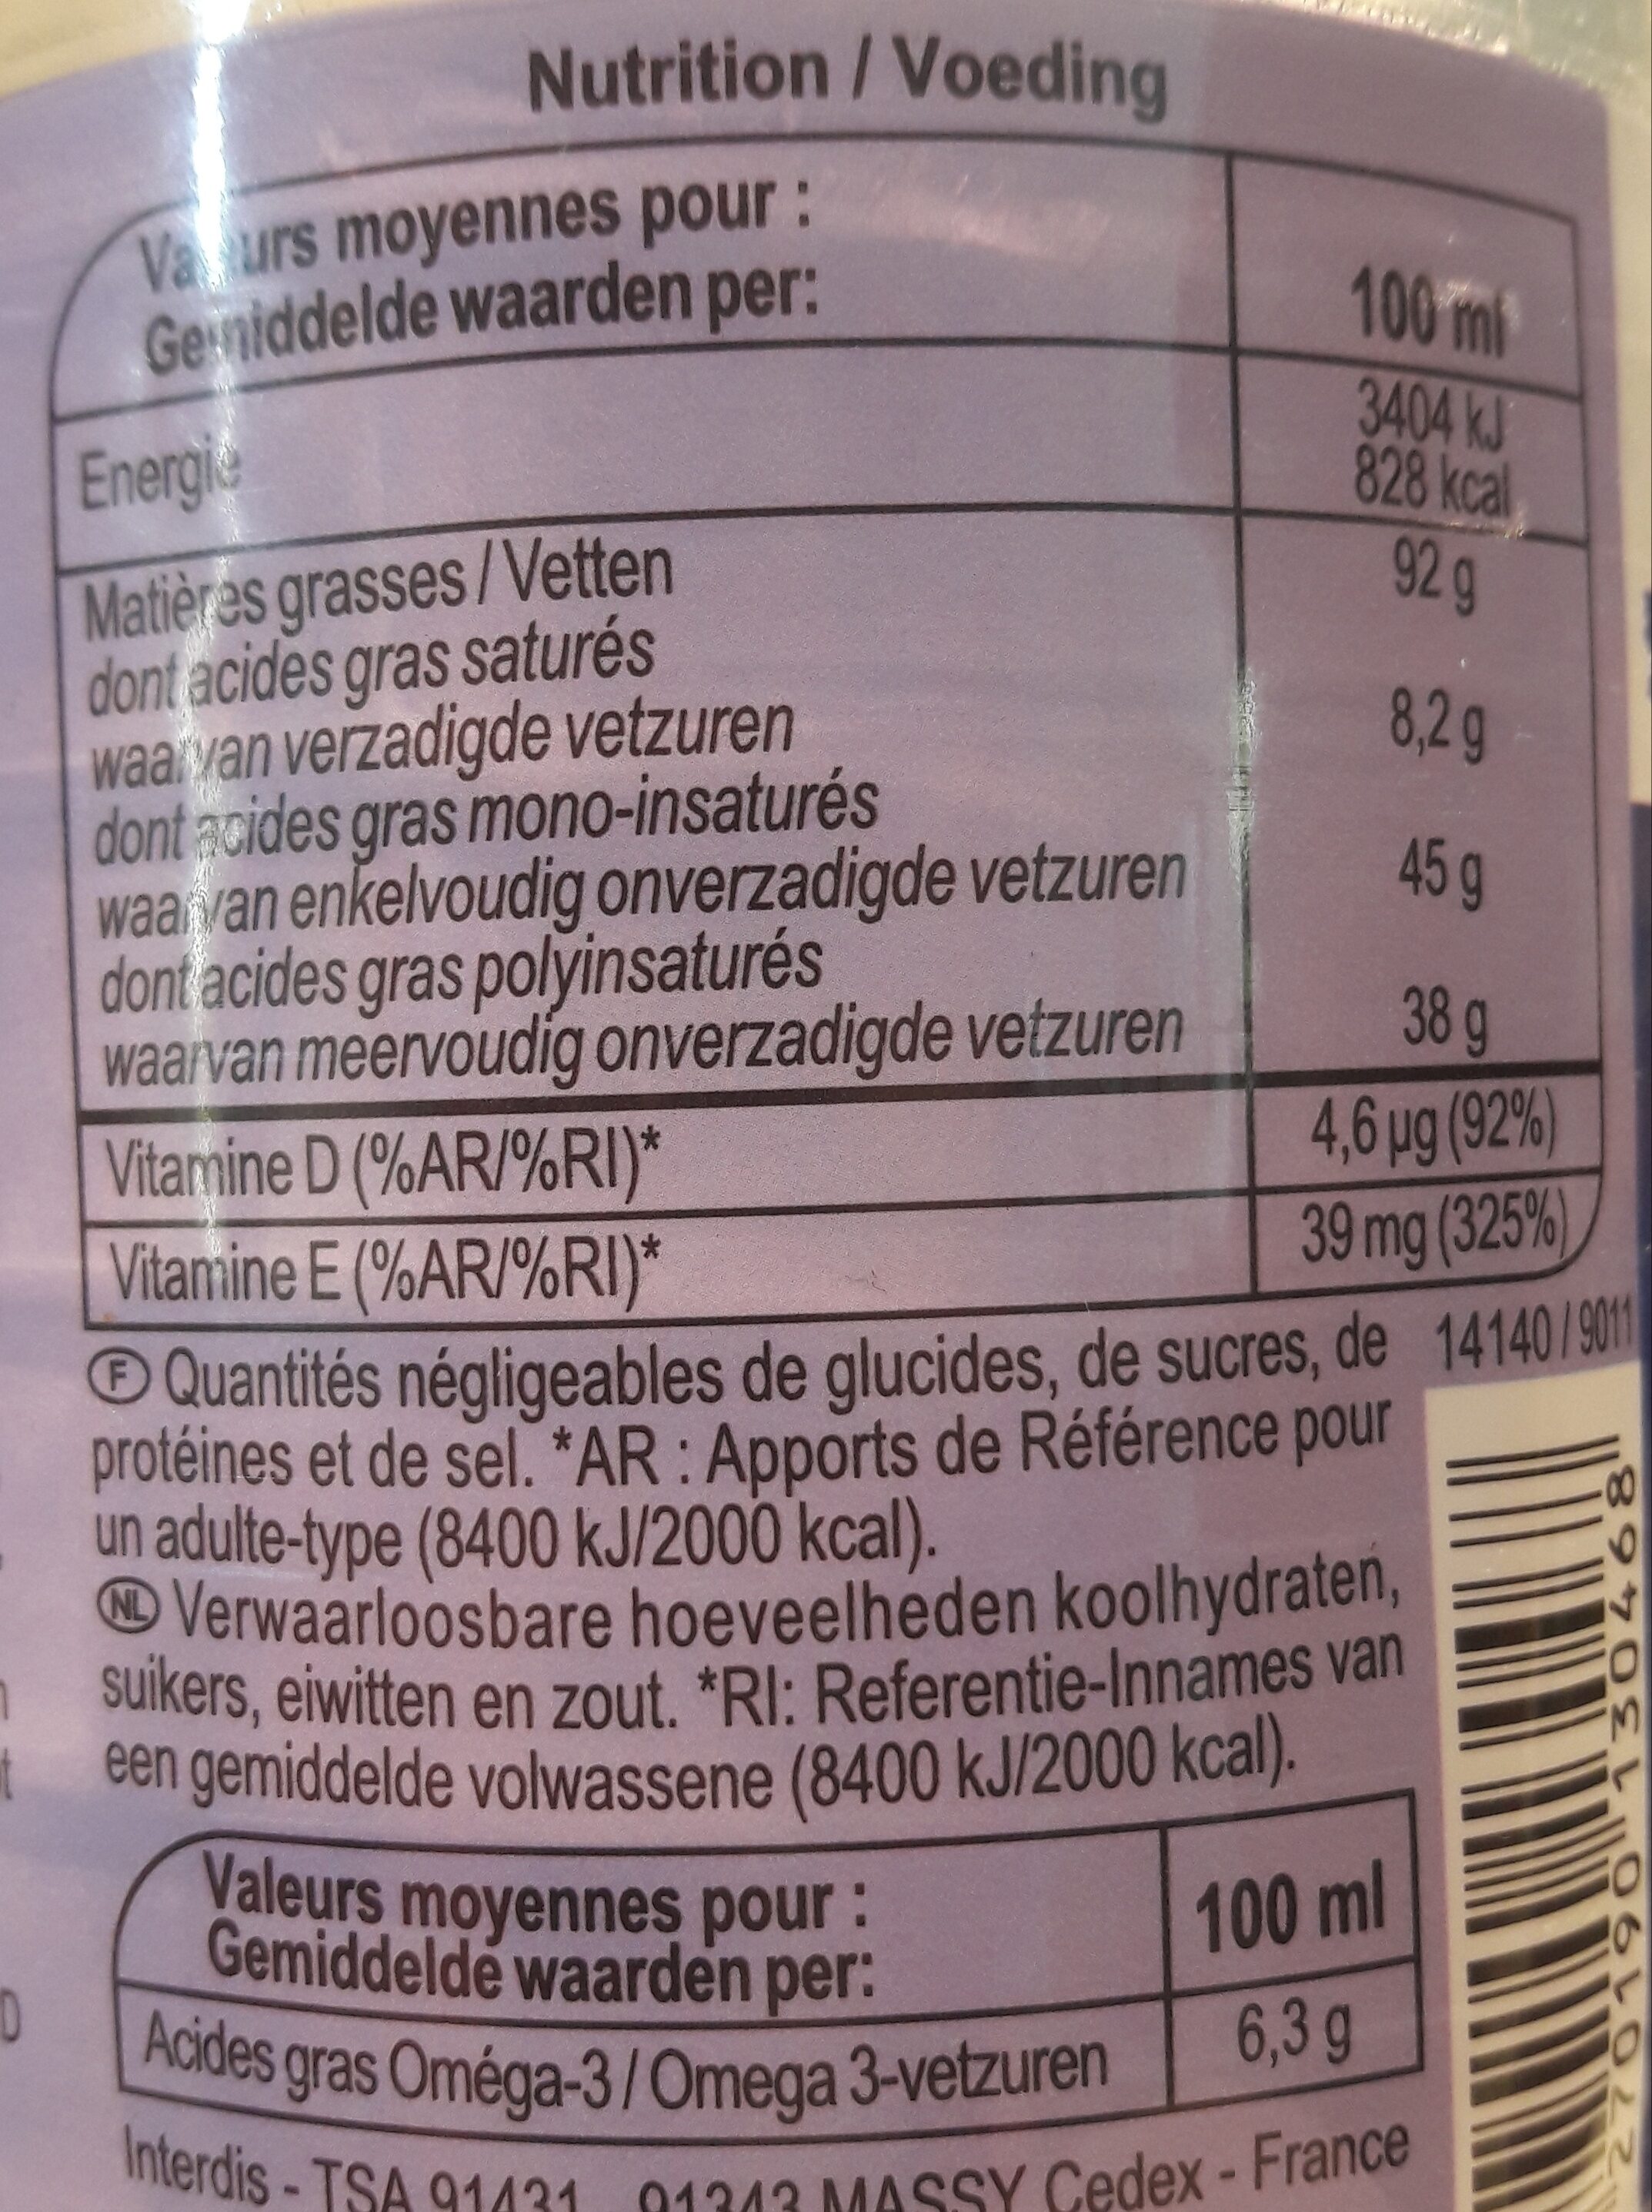 Nutrition / Voeding
Valeurs moyennes pour :
Gemiddelde waarden per:
100 ml
Energie
3404 kJ
828 kcal
Matières grasses / Vetten
92 g
dont acides gras saturés
waarvan verzadigde vetzuren
8,2 g
dont acides gras mono-insaturés
waarvan enkelvoudig onverzadigde vetzuren
45 g
dont acides gras polyinsaturés
waarvan meervoudig onverzadigde vetzuren
38 g
Vitamine D (%AR/%RI)*
4,6 µg (92%)
Vitamine E (%AR/%RI)*
39 mg (325%)
F Quantités négligeables de glucides, de sucres, de
protéines et de sel. *AR : Apports de Référence pour
un adulte-type (8400 kJ/2000 kcal).
NL Verwaarloosbare hoeveelheden koolhydraten,
suikers, eiwitten en zout. *RI: Referentie-Innames van
een gemiddelde volwassene (8400 kJ/2000 kcal).
14140 / 9011
Valeurs moyennes pour :
Gemiddelde waarden per:
100 ml
Acides gras Oméga-3 / Omega 3-vetzuren
6,3 g
Interdis - TSA 91431 91343 MASSY Cedex - France
270190130468